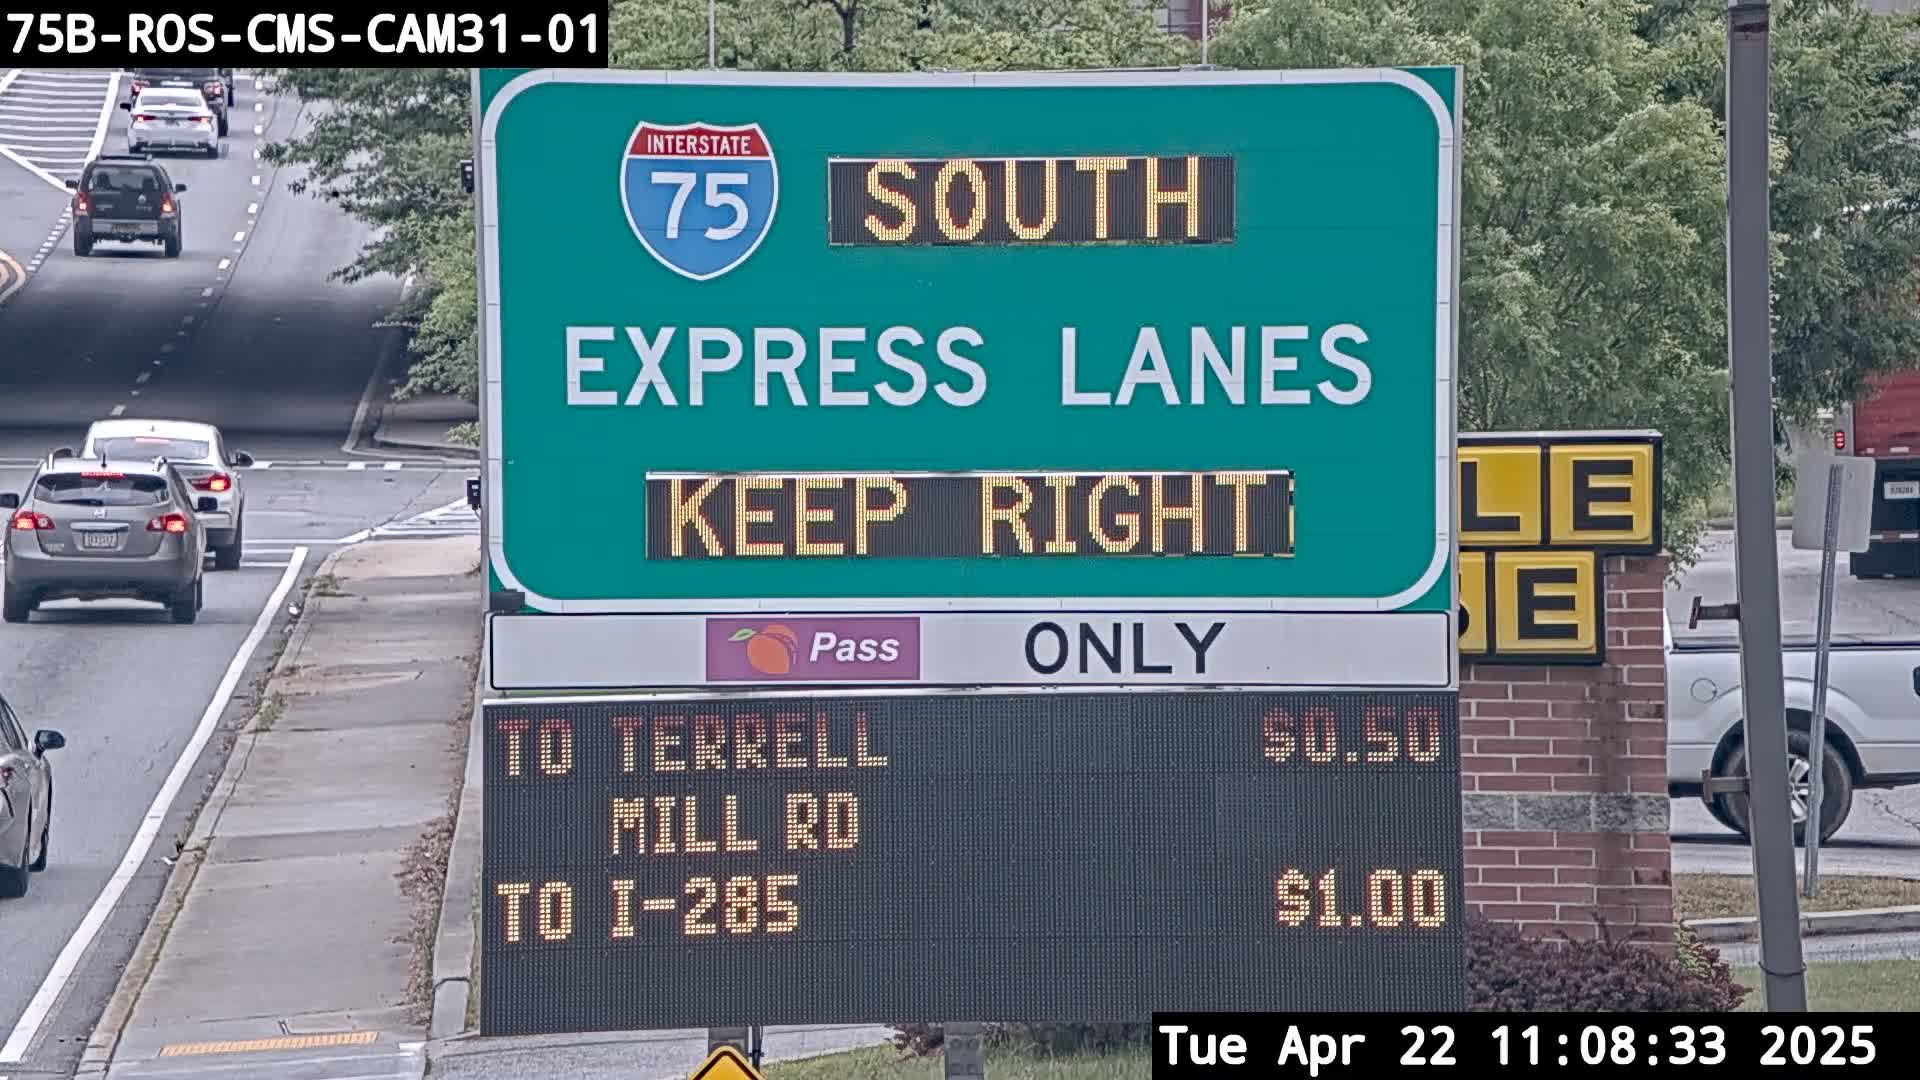 75B-ROS-CMS-CAM31-01
INTERSTATE
75
SOUTH
EXPRESS LANES
KEEP RIGHT
Pass ONLY
TO TERRELL $0.50
MILL RD
TO I-285 $1.00
LE
E
Tue Apr 22 11:08:33 2025